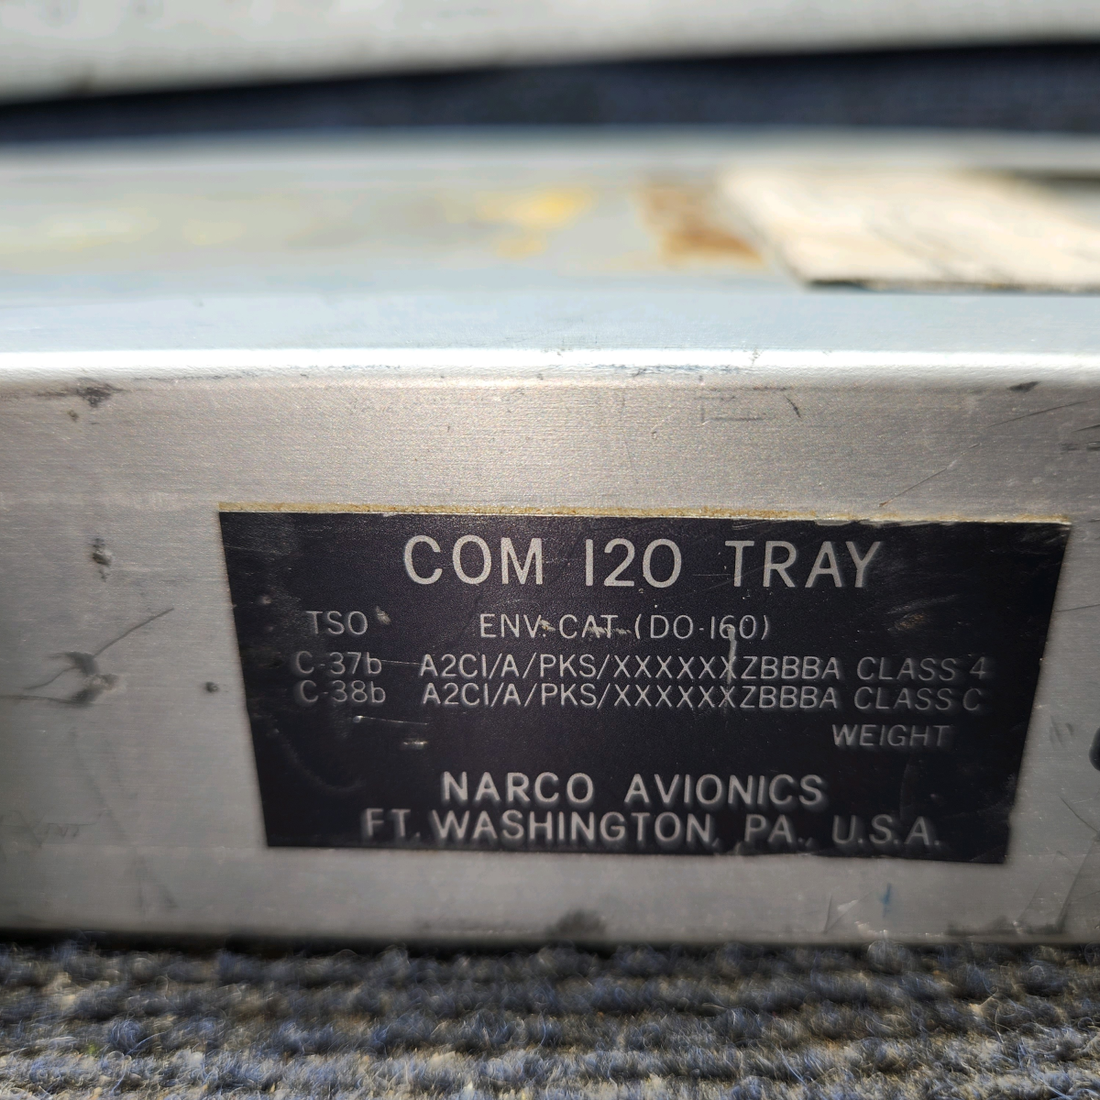 COM 120 TRAY
TSO ENV. CAT. (DO-160)
C-37b A2C1/A/PKS/XXXXXXZBBBA CLASS 4
C-38b A2C1/A/PKS/XXXXXXZBBBA CLASS C
WEIGHT
NARCO AVIONICS
FT. WASHINGTON, PA., U.S.A.